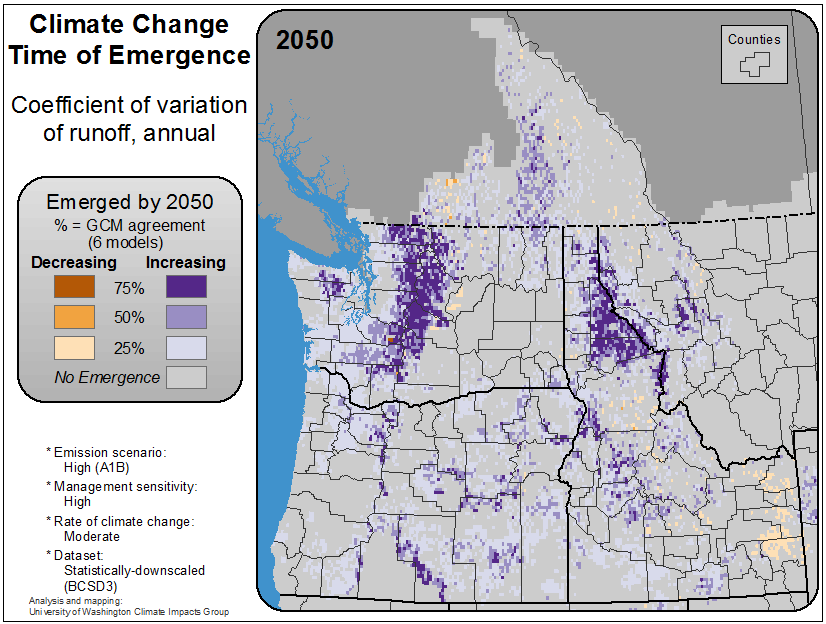 Climate Change
Time of Emergence
Coefficient of variation
of runoff, annual
Emerged by 2050
% = GCM agreement
(6 models)
Decreasing Increasing
75%
50%
25%
No Emergence
* Emission scenario:
High (A1B)
* Management sensitivity:
High
* Rate of climate change:
Moderate
* Dataset:
Statistically-downscaled
(BCSD3)
Analysis and mapping:
University of Washington Climate Impacts Group
2050
Counties